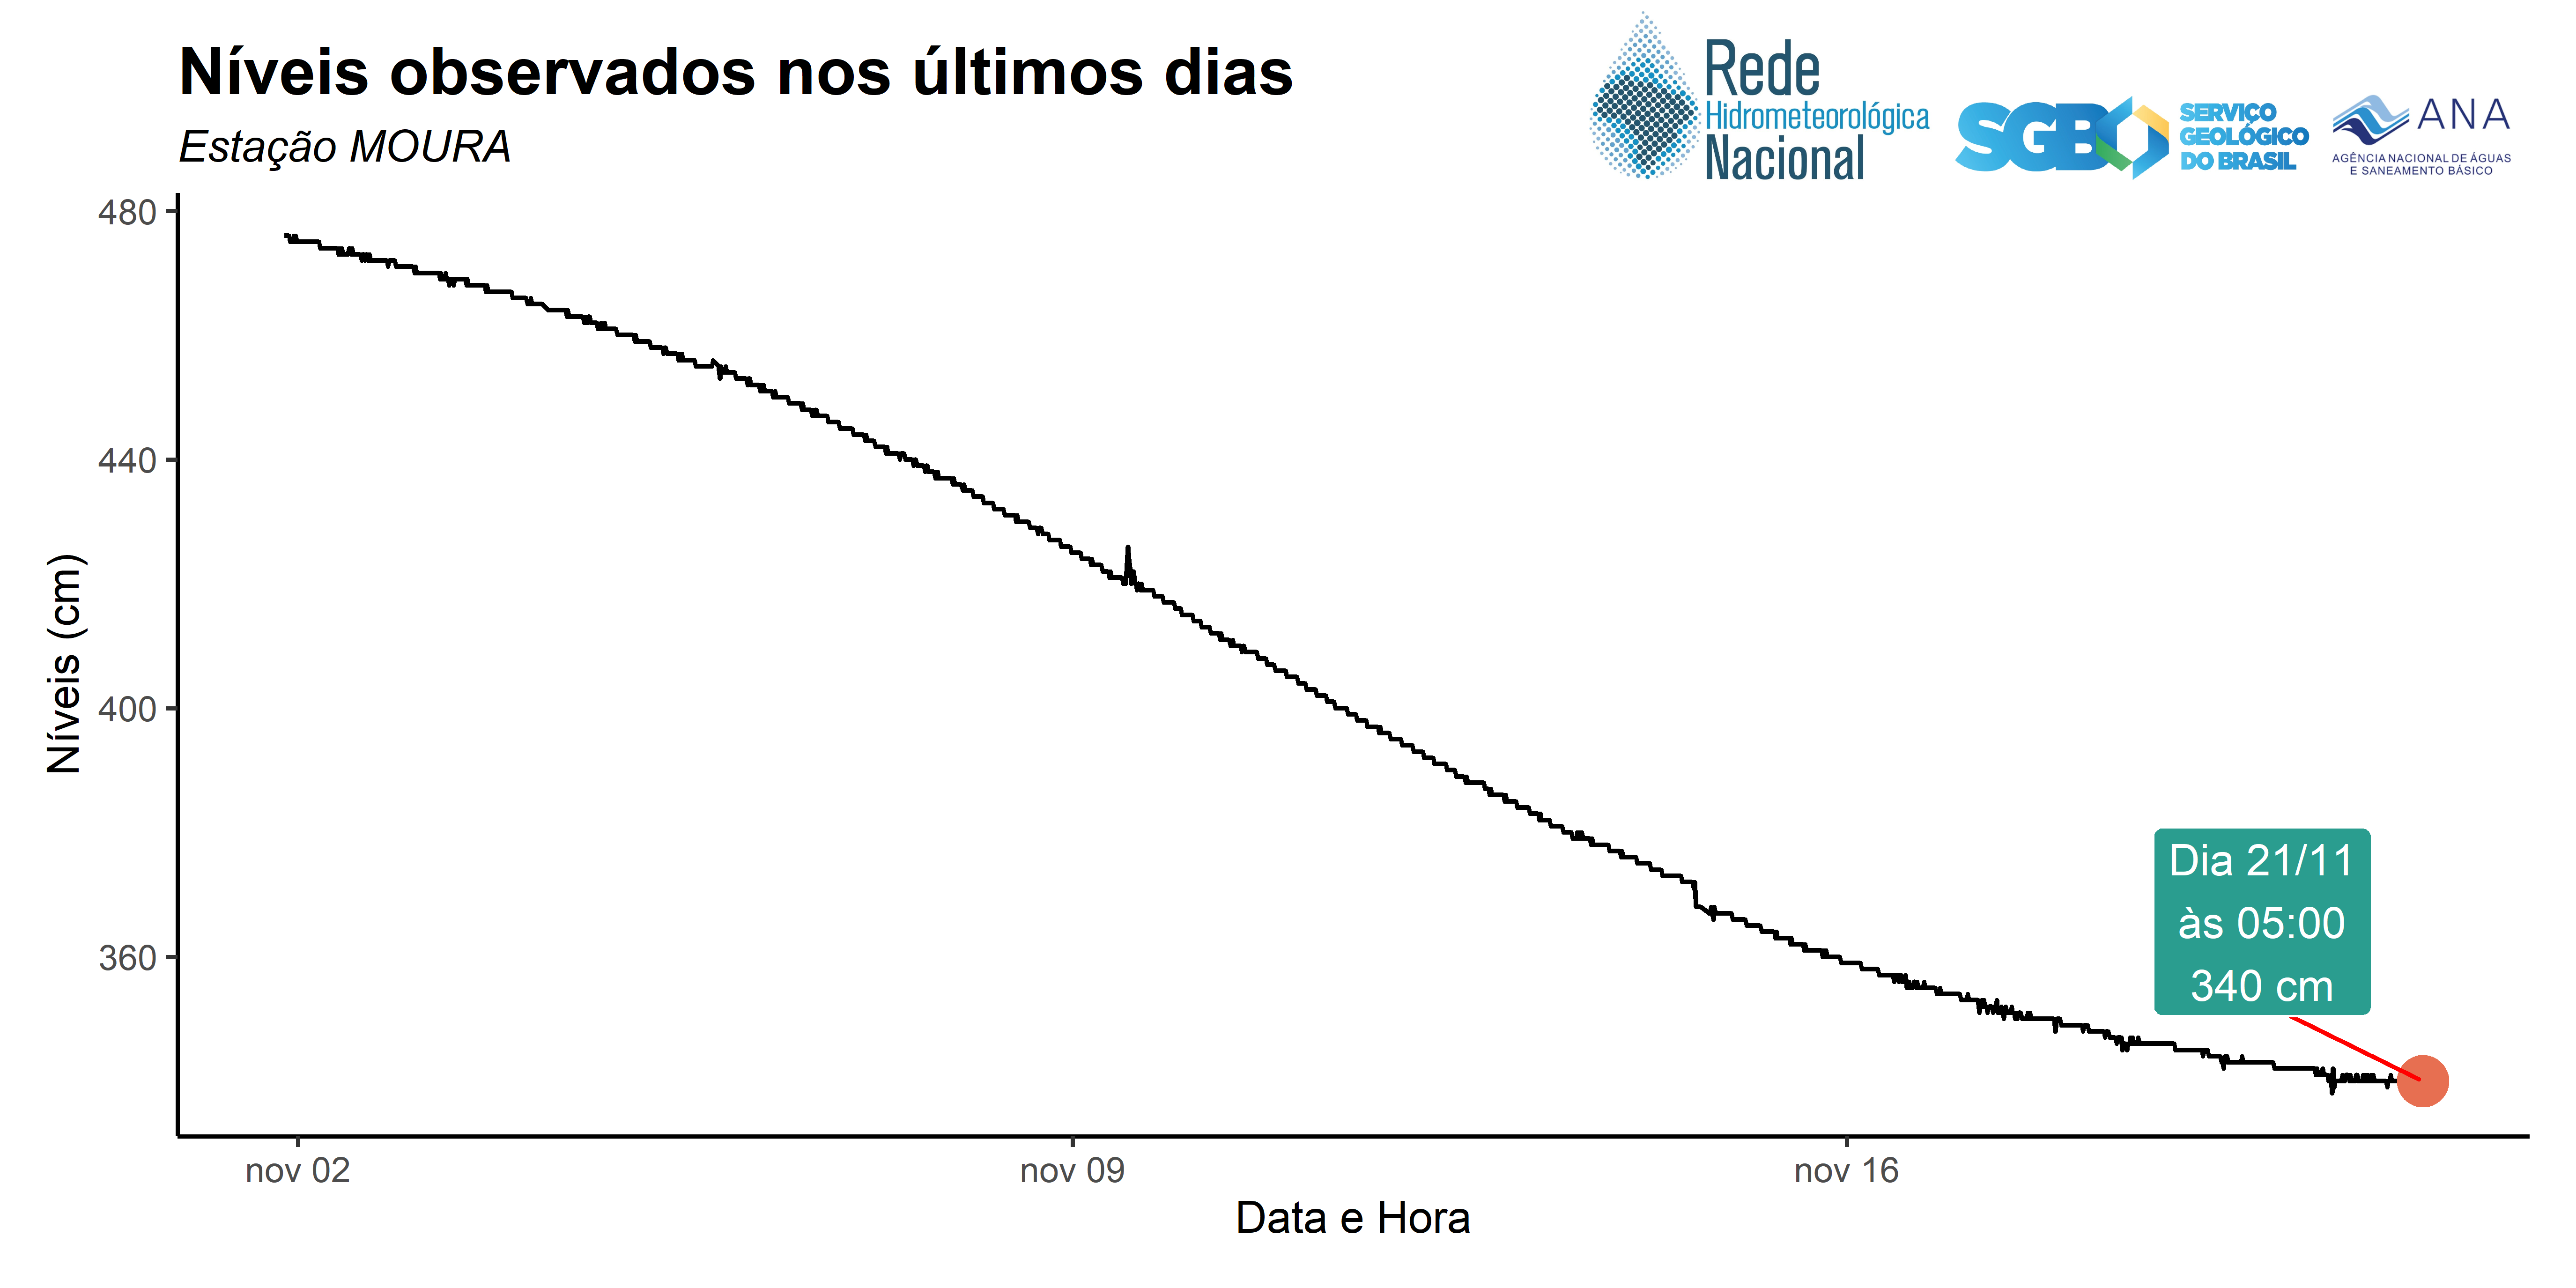 Níveis observados nos últimos dias
Estação MOURA
Rede
Hidrometeorológica
Nacional
SGB
SERVIÇO
GEOLÓGICO
DO BRASIL
ANA
AGÊNCIA NACIONAL DE ÁGUAS
E SANEAMENTO BÁSICO
480
440
400
360
Níveis (cm)
Dia 21/11
às 05:00
340 cm
nov 02
nov 09
nov 16
Data e Hora